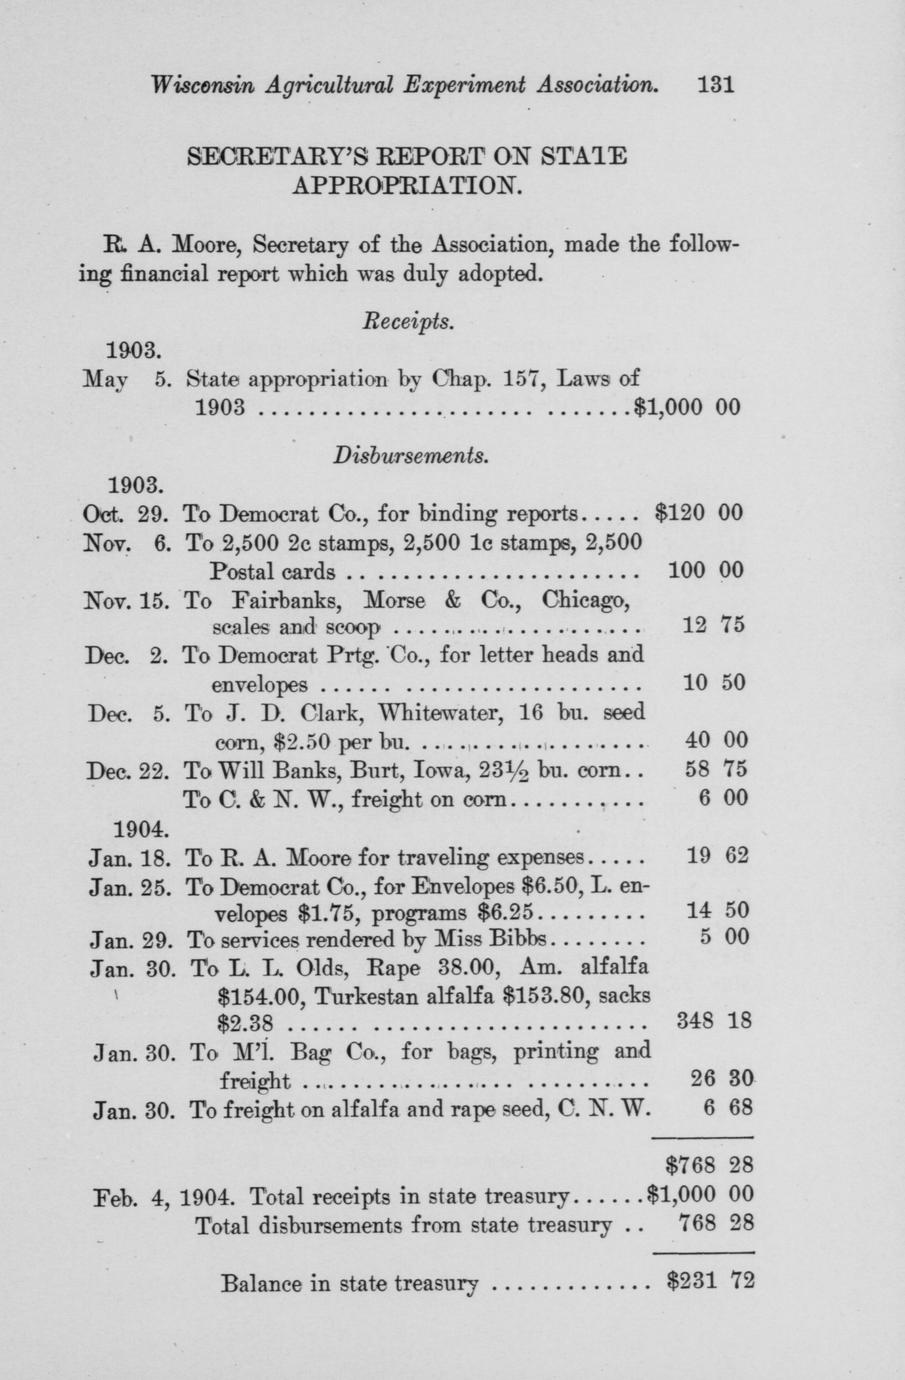 Wisconsin Agricultural Experiment Association. 131
SECRETARY'S REPORT ON STATE
APPROPRIATION.
R. A. Moore, Secretary of the Association, made the follow-
ing financial report which was duly adopted.
Receipts.
1903.
May 5. State appropriation by Chap. 157, Laws of
1903 .............................$1,000 00
Disbursements.
1903.
Oct. 29. To Democrat Co., for binding reports..... $120 00
Nov. 6. To 2,500 2c stamps, 2,500 1c stamps, 2,500
Postal cards ....................... 100 00
Nov. 15. To Fairbanks, Morse & Co., Chicago,
scales and scoop .................... 12 75
Dec. 2. To Democrat Prtg. Co., for letter heads and
envelopes ......................... 10 50
Dec. 5. To J. D. Clark, Whitewater, 16 bu. seed
corn, $2.50 per bu. .................. 40 00
Dec. 22. To Will Banks, Burt, Iowa, 23½ bu. corn.. 58 75
To C. & N. W., freight on corn........... 6 00
1904.
Jan. 18. To R. A. Moore for traveling expenses..... 19 62
Jan. 25. To Democrat Co., for Envelopes $6.50, L. en-
velopes $1.75, programs $6.25......... 14 50
Jan. 29. To services rendered by Miss Bibbs........ 5 00
Jan. 30. To L. L. Olds, Rape 38.00, Am. alfalfa
$154.00, Turkestan alfalfa $153.80, sacks
$2.38 ............................ 348 18
Jan. 30. To M'l. Bag Co., for bags, printing and
freight ........................... 26 30
Jan. 30. To freight on alfalfa and rape seed, C. N. W. 6 68
$768 28
Feb. 4, 1904. Total receipts in state treasury......$1,000 00
Total disbursements from state treasury .. 768 28
Balance in state treasury ............. $231 72